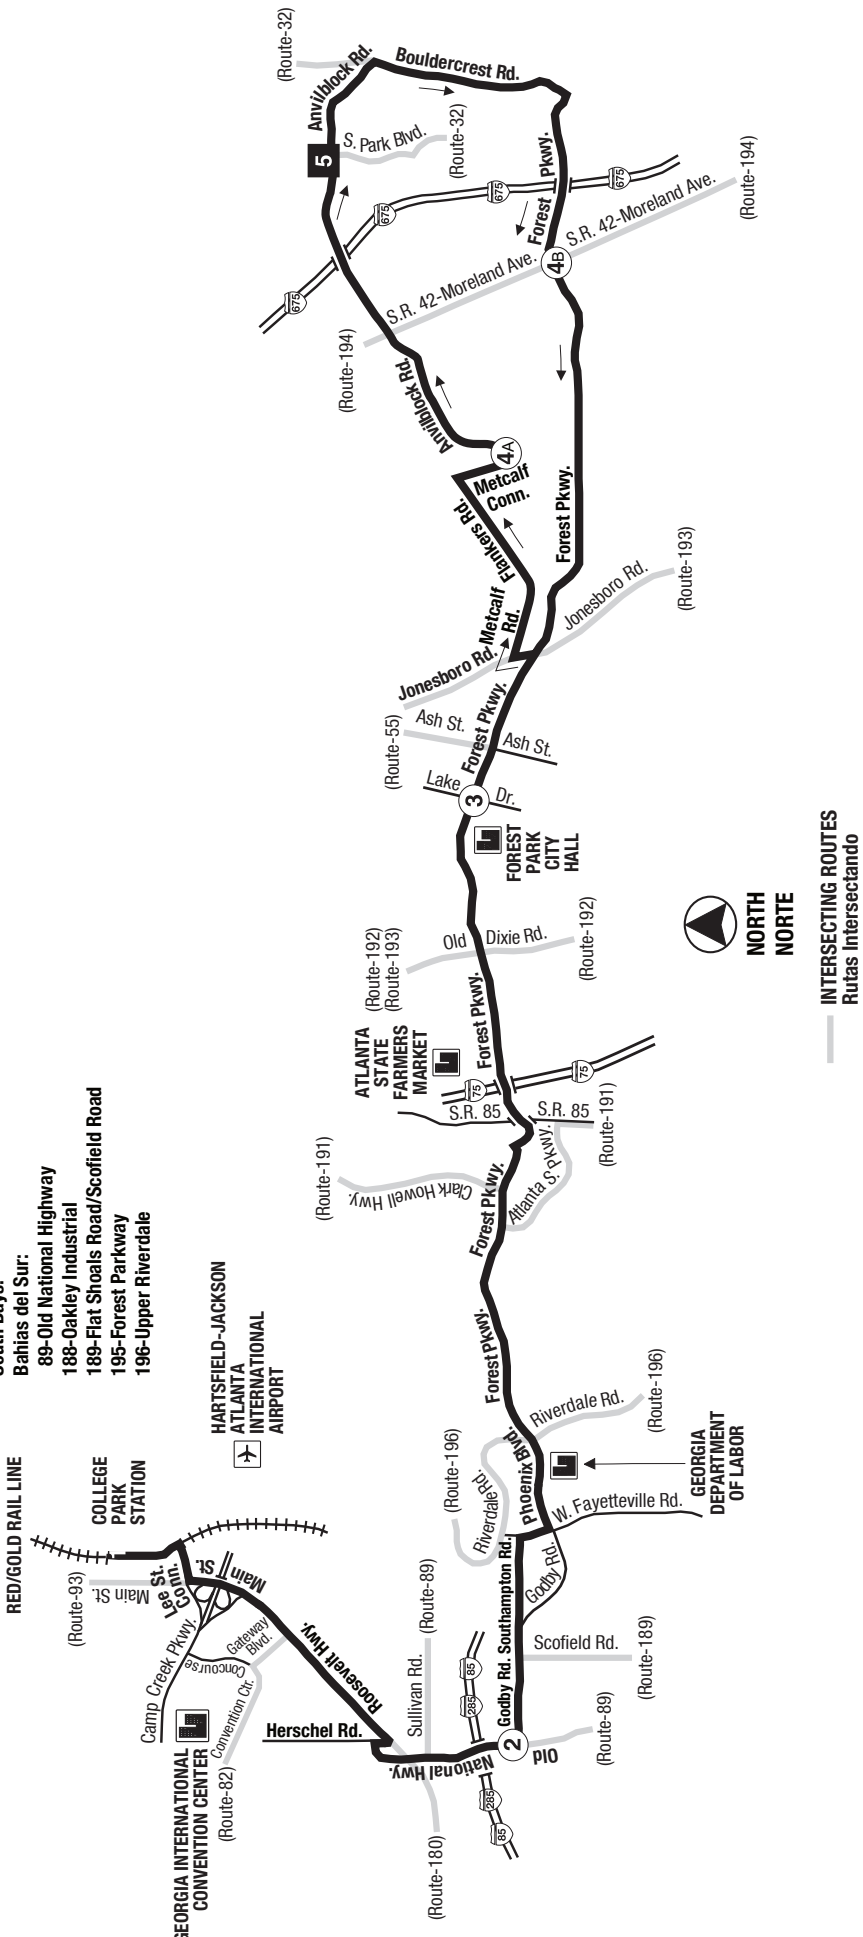 Bahias del Sur:
89-Old National Highway
188-Oakley Industrial
189-Flat Shoals Road/Scofield Road
195-Forest Parkway
196-Upper Riverdale
RED/GOLD RAIL LINE
COLLEGE
PARK
STATION
HARTSFIELD-JACKSON
ATLANTA
INTERNATIONAL
AIRPORT
(Route-93)
Main St.
Lee St.
Conn.
Main St.
Camp Creek Pkwy.
Concourse
Gateway
Blvd.
Convention Ctr.
GEORGIA INTERNATIONAL
CONVENTION CENTER
(Route-82)
Roosevelt Hwy.
Herschel Rd.
Sullivan Rd.
(Route-89)
(Route-180)
National Hwy.
Old
2
(Route-89)
285
85
285
85
Godby Rd.
Southampton Rd.
Scofield Rd.
(Route-189)
Godby Rd.
W. Fayetteville Rd.
Phoenix Blvd.
Riverdale Rd.
(Route-196)
Riverdale Rd.
(Route-196)
GEORGIA
DEPARTMENT
OF LABOR
Forest Pkwy.
Forest Pkwy.
Clark Howell Hwy.
(Route-191)
Atlanta S. Pkwy.
S.R. 85
S.R. 85
(Route-191)
75
75
ATLANTA
STATE
FARMERS
MARKET
Forest Pkwy.
(Route-192)
(Route-193)
Old
Dixie Rd.
(Route-192)
FOREST
PARK
CITY
HALL
3
Lake
Dr.
Forest Pkwy.
(Route-55)
Ash St.
Ash St.
Jonesboro Rd.
Metcalf
Rd.
Jonesboro Rd.
(Route-193)
Flankers Rd.
Metcalf
Conn.
4A
Anvilblock Rd.
Forest Pkwy.
(Route-194)
S.R. 42-Moreland Ave.
4B
S.R. 42-Moreland Ave.
(Route-194)
Forest
Pkwy.
675
675
675
675
5
S. Park Blvd.
(Route-32)
Anvilblock Rd.
(Route-32)
Bouldercrest Rd.
NORTH
NORTE
INTERSECTING ROUTES
Rutas Intersectando